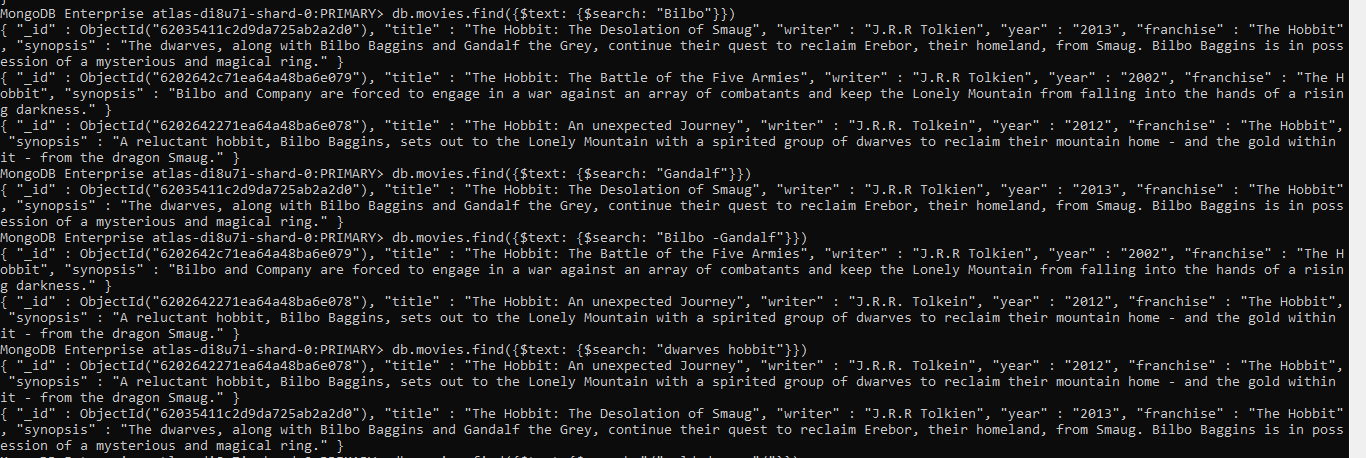 MongoDB Enterprise atlas-di8u7i-shard-0:PRIMARY> db.movies.find({$text: {$search: "Bilbo"}})
{ "_id" : ObjectId("62035411c2d9da725ab2a2d0"), "title" : "The Hobbit: The Desolation of Smaug", "writer" : "J.R.R Tolkien", "year" : "2013", "franchise" : "The Hobbit"
, "synopsis" : "The dwarves, along with Bilbo Baggins and Gandalf the Grey, continue their quest to reclaim Erebor, their homeland, from Smaug. Bilbo Baggins is in poss
ession of a mysterious and magical ring." }
{ "_id" : ObjectId("6202642c71ea64a48ba6e079"), "title" : "The Hobbit: The Battle of the Five Armies", "writer" : "J.R.R Tolkien", "year" : "2002", "franchise" : "The H
obbit", "synopsis" : "Bilbo and Company are forced to engage in a war against an array of combatants and keep the Lonely Mountain from falling into the hands of a risin
g darkness." }
{ "_id" : ObjectId("6202642271ea64a48ba6e078"), "title" : "The Hobbit: An unexpected Journey", "writer" : "J.R.R. Tolkein", "year" : "2012", "franchise" : "The Hobbit",
"synopsis" : "A reluctant hobbit, Bilbo Baggins, sets out to the Lonely Mountain with a spirited group of dwarves to reclaim their mountain home - and the gold within
it - from the dragon Smaug." }
MongoDB Enterprise atlas-di8u7i-shard-0:PRIMARY> db.movies.find({$text: {$search: "Gandalf"}})
{ "_id" : ObjectId("62035411c2d9da725ab2a2d0"), "title" : "The Hobbit: The Desolation of Smaug", "writer" : "J.R.R Tolkien", "year" : "2013", "franchise" : "The Hobbit"
, "synopsis" : "The dwarves, along with Bilbo Baggins and Gandalf the Grey, continue their quest to reclaim Erebor, their homeland, from Smaug. Bilbo Baggins is in poss
ession of a mysterious and magical ring." }
MongoDB Enterprise atlas-di8u7i-shard-0:PRIMARY> db.movies.find({$text: {$search: "Bilbo -Gandalf"}})
{ "_id" : ObjectId("6202642c71ea64a48ba6e079"), "title" : "The Hobbit: The Battle of the Five Armies", "writer" : "J.R.R Tolkien", "year" : "2002", "franchise" : "The H
obbit", "synopsis" : "Bilbo and Company are forced to engage in a war against an array of combatants and keep the Lonely Mountain from falling into the hands of a risin
g darkness." }
{ "_id" : ObjectId("6202642271ea64a48ba6e078"), "title" : "The Hobbit: An unexpected Journey", "writer" : "J.R.R. Tolkein", "year" : "2012", "franchise" : "The Hobbit",
"synopsis" : "A reluctant hobbit, Bilbo Baggins, sets out to the Lonely Mountain with a spirited group of dwarves to reclaim their mountain home - and the gold within
it - from the dragon Smaug." }
MongoDB Enterprise atlas-di8u7i-shard-0:PRIMARY> db.movies.find({$text: {$search: "dwarves hobbit"}})
{ "_id" : ObjectId("6202642271ea64a48ba6e078"), "title" : "The Hobbit: An unexpected Journey", "writer" : "J.R.R. Tolkein", "year" : "2012", "franchise" : "The Hobbit",
"synopsis" : "A reluctant hobbit, Bilbo Baggins, sets out to the Lonely Mountain with a spirited group of dwarves to reclaim their mountain home - and the gold within
it - from the dragon Smaug." }
{ "_id" : ObjectId("62035411c2d9da725ab2a2d0"), "title" : "The Hobbit: The Desolation of Smaug", "writer" : "J.R.R Tolkien", "year" : "2013", "franchise" : "The Hobbit"
, "synopsis" : "The dwarves, along with Bilbo Baggins and Gandalf the Grey, continue their quest to reclaim Erebor, their homeland, from Smaug. Bilbo Baggins is in poss
ession of a mysterious and magical ring." }